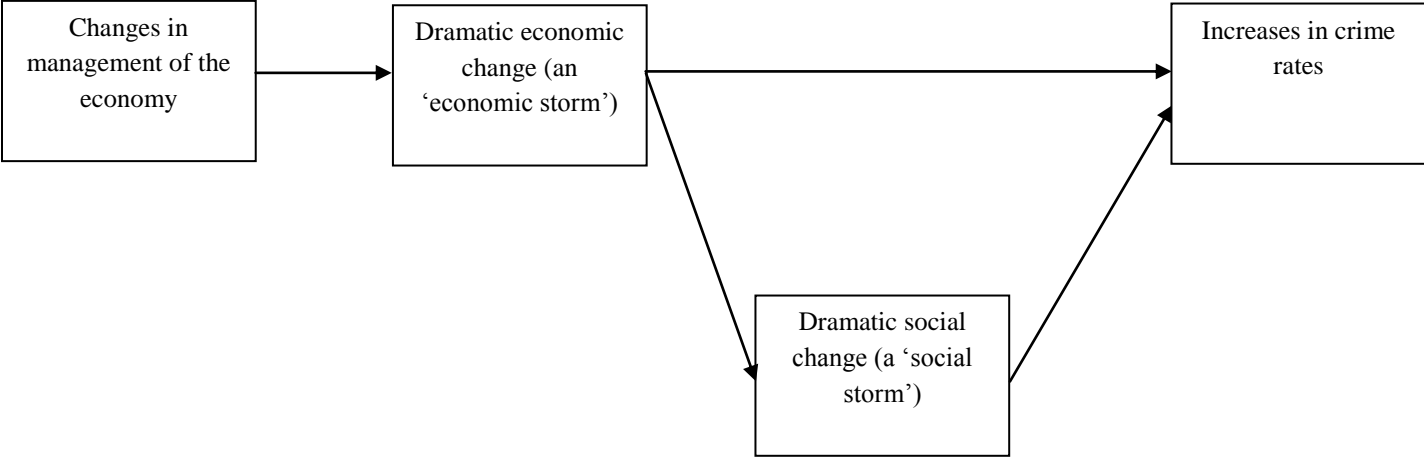 Changes in
management of the
economy
Dramatic economic
change (an
‘economic storm’)
Increases in crime
rates
Dramatic social
change (a ‘social
storm’)